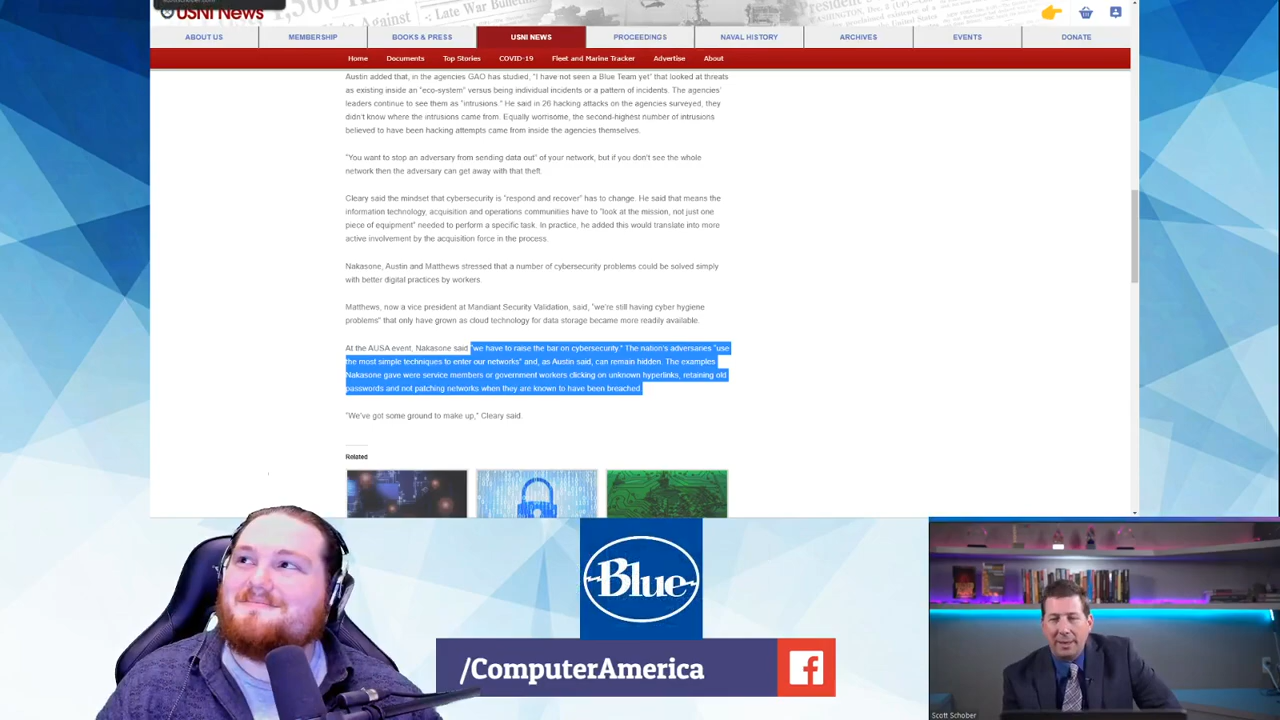 USNI NEWS
ABOUT US
MEMBERSHIP
BOOKS & PRESS
USNI NEWS
PROCEEDINGS
NAVAL HISTORY
ARCHIVES
EVENTS
DONATE
Home
Documents
Top Stories
COVID-19
Fleet and Marine Tracker
Advertise
About
Austin added that, in the agencies GAO has studied, "I have not seen a Blue Team yet" that looked at threats
as existing inside an "eco-system" versus being individual incidents or a pattern of incidents. The agencies'
leaders continue to see them as "intrusions." He said in 26 hacking attacks on the agencies surveyed, they
didn't know where the intrusions came from. Equally worrisome, the second-highest number of intrusions
believed to have been hacking attempts came from inside the agencies themselves.
"You want to stop an adversary from sending data out" of your network, but if you don't see the whole
network then the adversary can get away with that theft.
Cleary said the mindset that cybersecurity is "respond and recover" has to change. He said that means the
information technology, acquisition and operations communities have to "look at the mission, not just one
piece of equipment" needed to perform a specific task. In practice, he added this would translate into more
active involvement by the acquisition force in the process.
Nakasone, Austin and Matthews stressed that a number of cybersecurity problems could be solved simply
with better digital practices by workers.
Matthews, now a vice president at Mandiant Security Validation, said, "we're still having cyber hygiene
problems" that only have grown as cloud technology for data storage became more readily available.
At the AUSA event, Nakasone said "we have to raise the bar on cybersecurity." The nation's adversaries "use
the most simple techniques to enter our networks" and, as Austin said, can remain hidden. The examples
Nakasone gave were service members or government workers clicking on unknown hyperlinks, retaining old
passwords and not patching networks when they are known to have been breached.
"We've got some ground to make up," Cleary said.
Related
Blue
/ComputerAmerica
Scott Schober